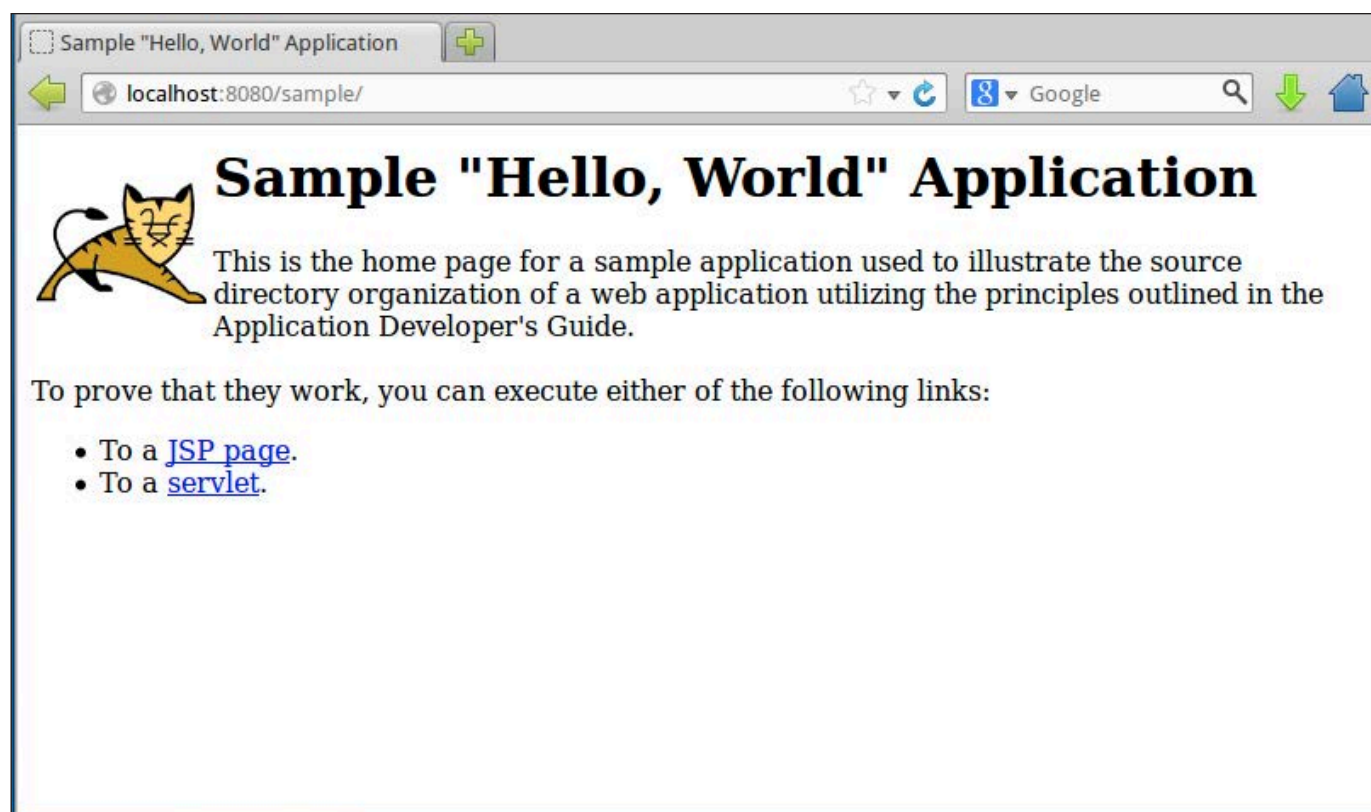 Sample "Hello, World" Application
localhost:8080/sample/
8 Google
Sample "Hello, World" Application
This is the home page for a sample application used to illustrate the source
directory organization of a web application utilizing the principles outlined in the
Application Developer's Guide.
To prove that they work, you can execute either of the following links:
• To a JSP page.
• To a servlet.